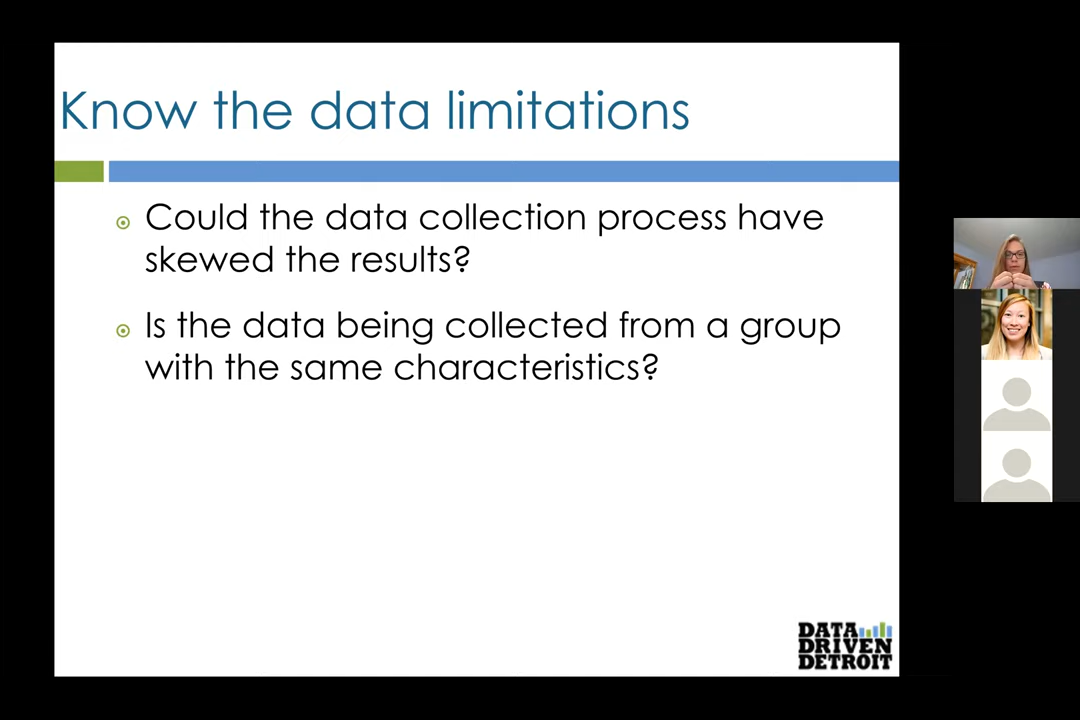 Know the data limitations
Could the data collection process have
skewed the results?
Is the data being collected from a group
with the same characteristics?
DATA
DRIVEN
DETROIT